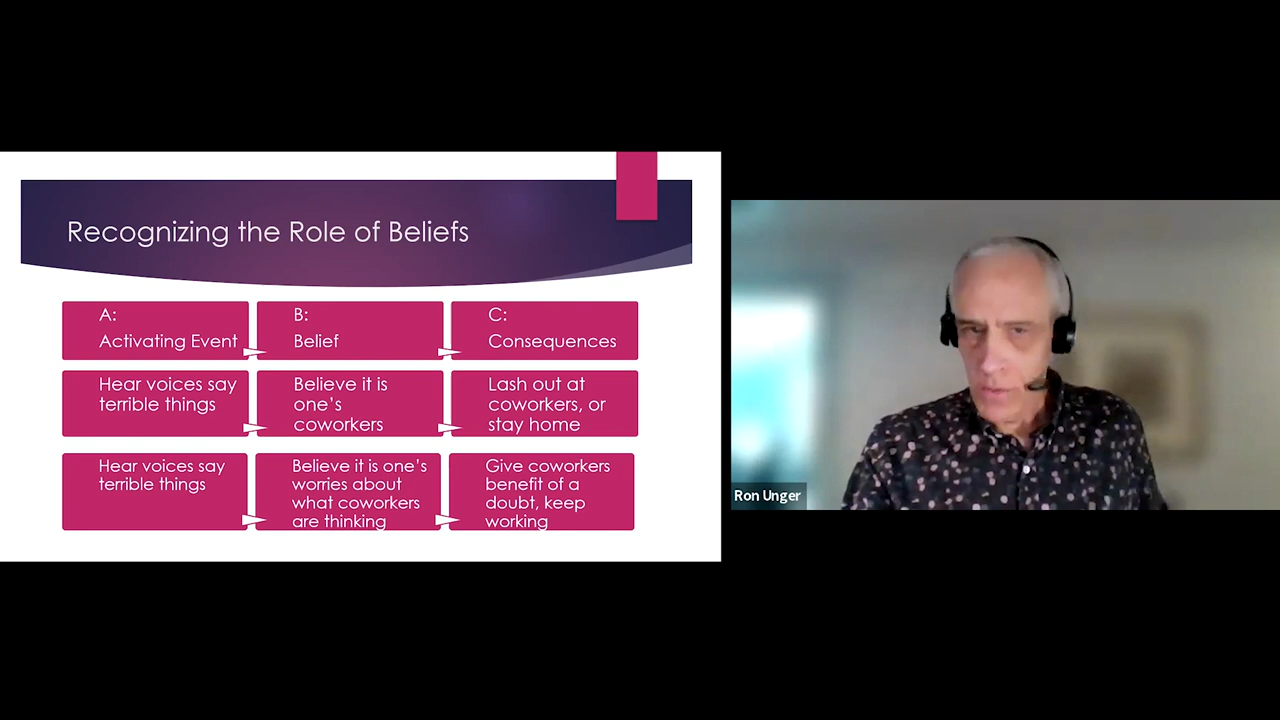 Recognizing the Role of Beliefs
A:
Activating Event
B:
Belief
C:
Consequences
Hear voices say
terrible things
Believe it is
one’s
coworkers
Lash out at
coworkers, or
stay home
Hear voices say
terrible things
Believe it is one’s
worries about
what coworkers
are thinking
Give coworkers
benefit of a
doubt, keep
working
Ron Unger